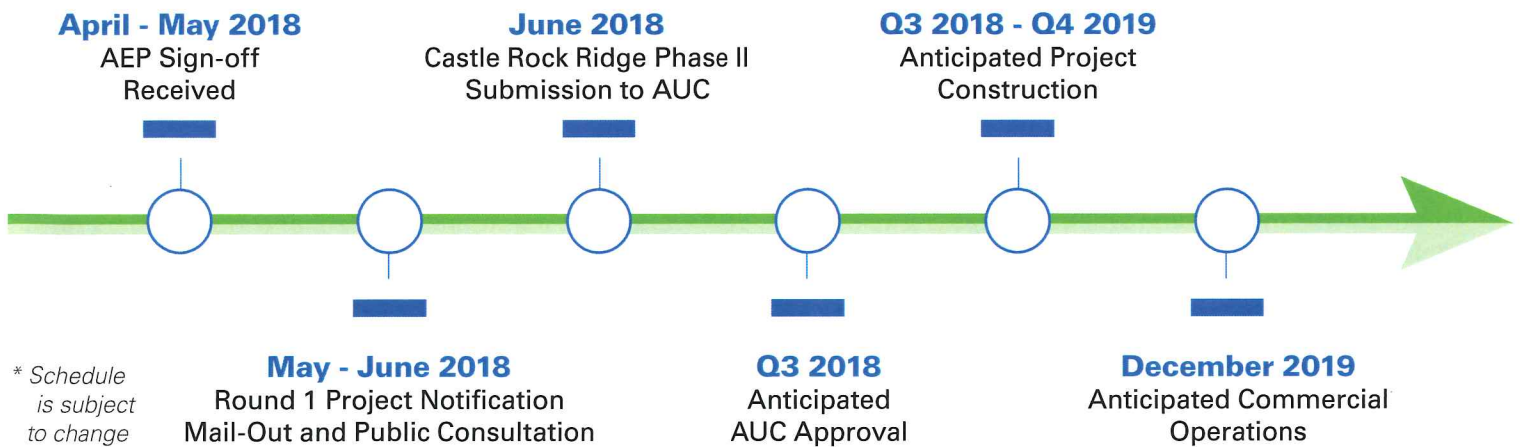 April - May 2018
AEP Sign-off
Received
June 2018
Castle Rock Ridge Phase II
Submission to AUC
Q3 2018 - Q4 2019
Anticipated Project
Construction
* Schedule
is subject
to change
May - June 2018
Round 1 Project Notification
Mail-Out and Public Consultation
Q3 2018
Anticipated
AUC Approval
December 2019
Anticipated Commercial
Operations